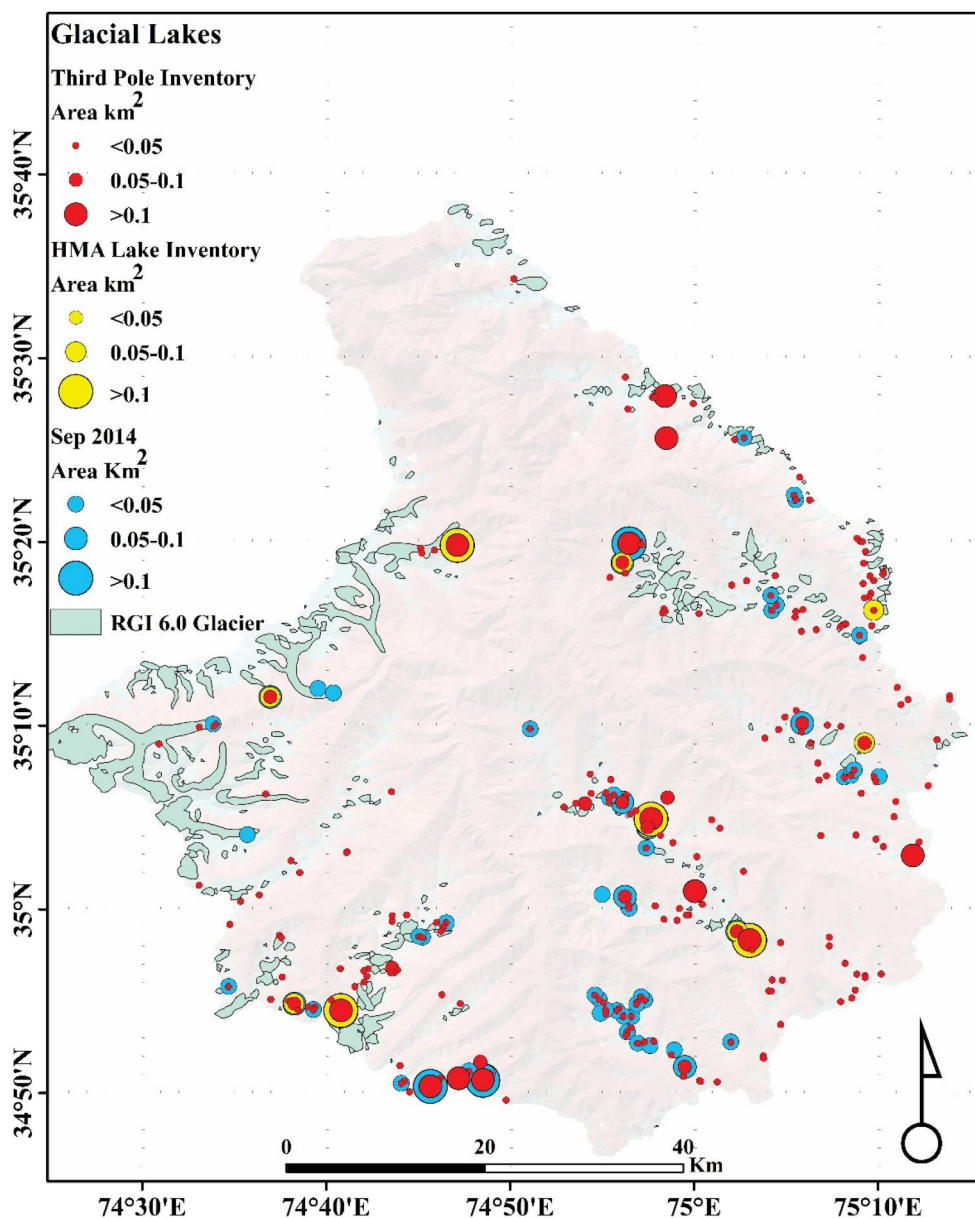 Glacial Lakes
Third Pole Inventory
Area km²
<0.05
0.05-0.1
>0.1
HMA Lake Inventory
Area km²
<0.05
0.05-0.1
>0.1
Sep 2014
Area Km²
<0.05
0.05-0.1
>0.1
RGI 6.0 Glacier
35°40'N
35°30'N
35°20'N
35°10'N
35°0'N
34°50'N
0 20 40
Km
74°30'E 74°40'E 74°50'E 75°0'E 75°10'E